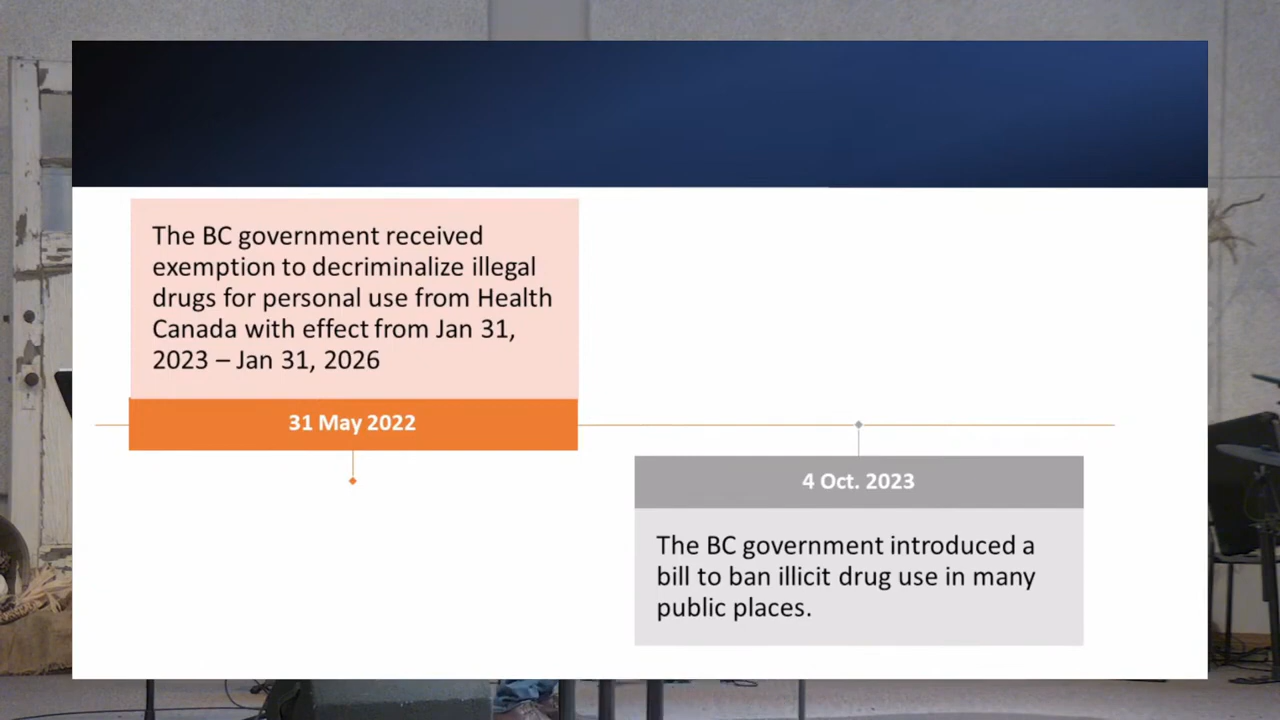 The BC government received
exemption to decriminalize illegal
drugs for personal use from Health
Canada with effect from Jan 31,
2023 – Jan 31, 2026
31 May 2022
4 Oct. 2023
The BC government introduced a
bill to ban illicit drug use in many
public places.